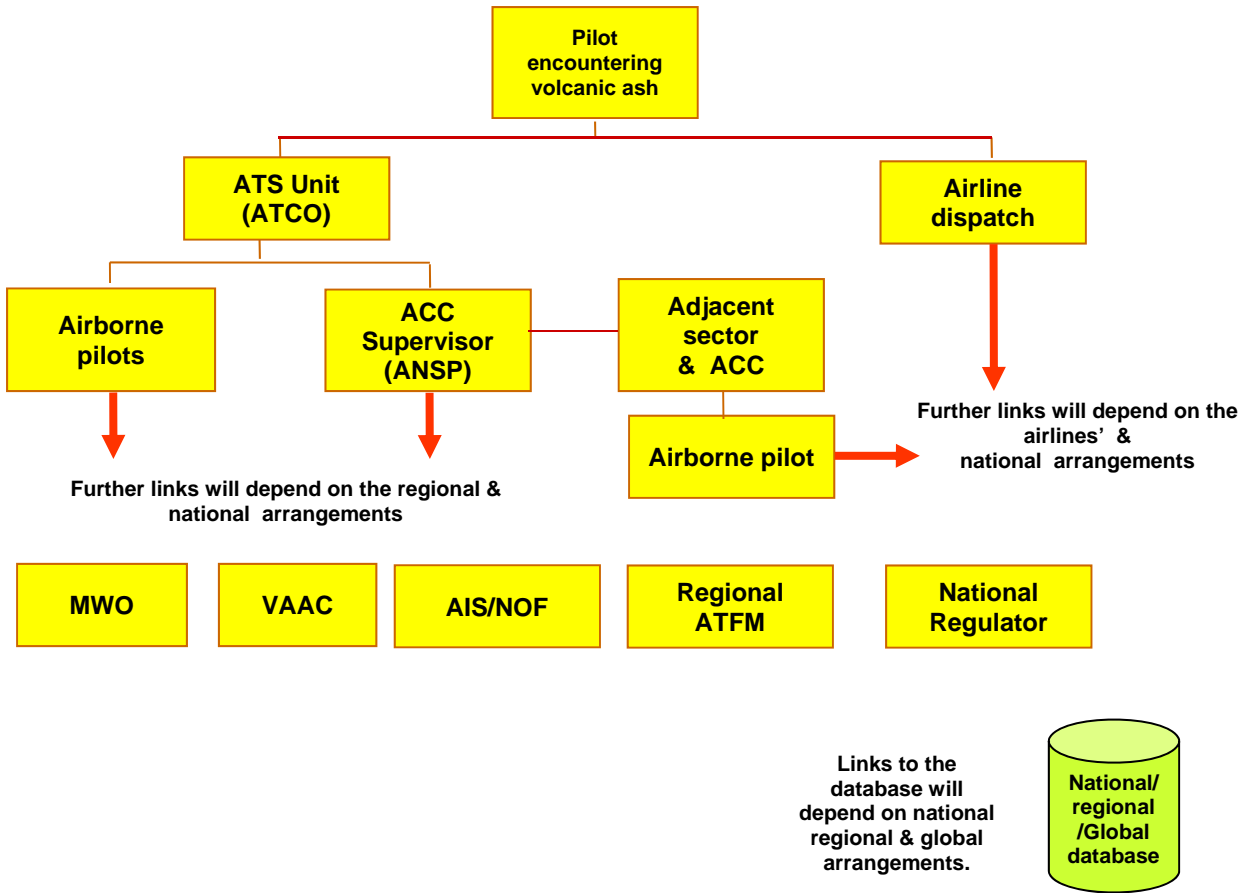 Pilot
encountering
volcanic ash
ATS Unit
(ATCO)
Airline
dispatch
Airborne
pilots
ACC
Supervisor
(ANSP)
Adjacent
sector
& ACC
Airborne pilot
Further links will depend on the
airlines’ &
national arrangements
Further links will depend on the regional &
national arrangements
MWO
VAAC
AIS/NOF
Regional
ATFM
National
Regulator
Links to the
database will
depend on national
regional & global
arrangements.
National/
regional
/Global
database